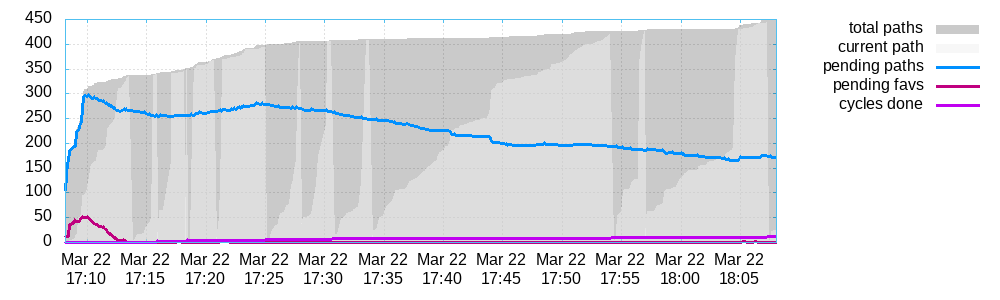 450
400
350
300
250
200
150
100
50
0
Mar 22 Mar 22 Mar 22 Mar 22 Mar 22 Mar 22 Mar 22 Mar 22 Mar 22 Mar 22 Mar 22 Mar 22
17:10 17:15 17:20 17:25 17:30 17:35 17:40 17:45 17:50 17:55 18:00 18:05
total paths
current path
pending paths
pending favs
cycles done